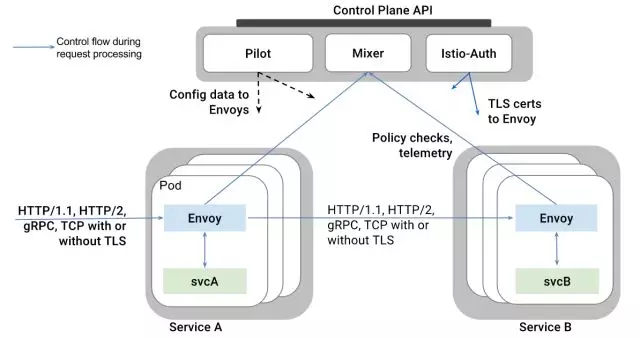 Control Plane API
Control flow during
request processing
Pilot
Mixer
Istio-Auth
Config data to
Envoys
TLS certs
to Envoy
Policy checks,
telemetry
Pod
HTTP/1.1, HTTP/2,
gRPC, TCP with or
without TLS
Envoy
svcA
HTTP/1.1, HTTP/2,
gRPC, TCP with or
without TLS
Envoy
svcB
Service A
Service B